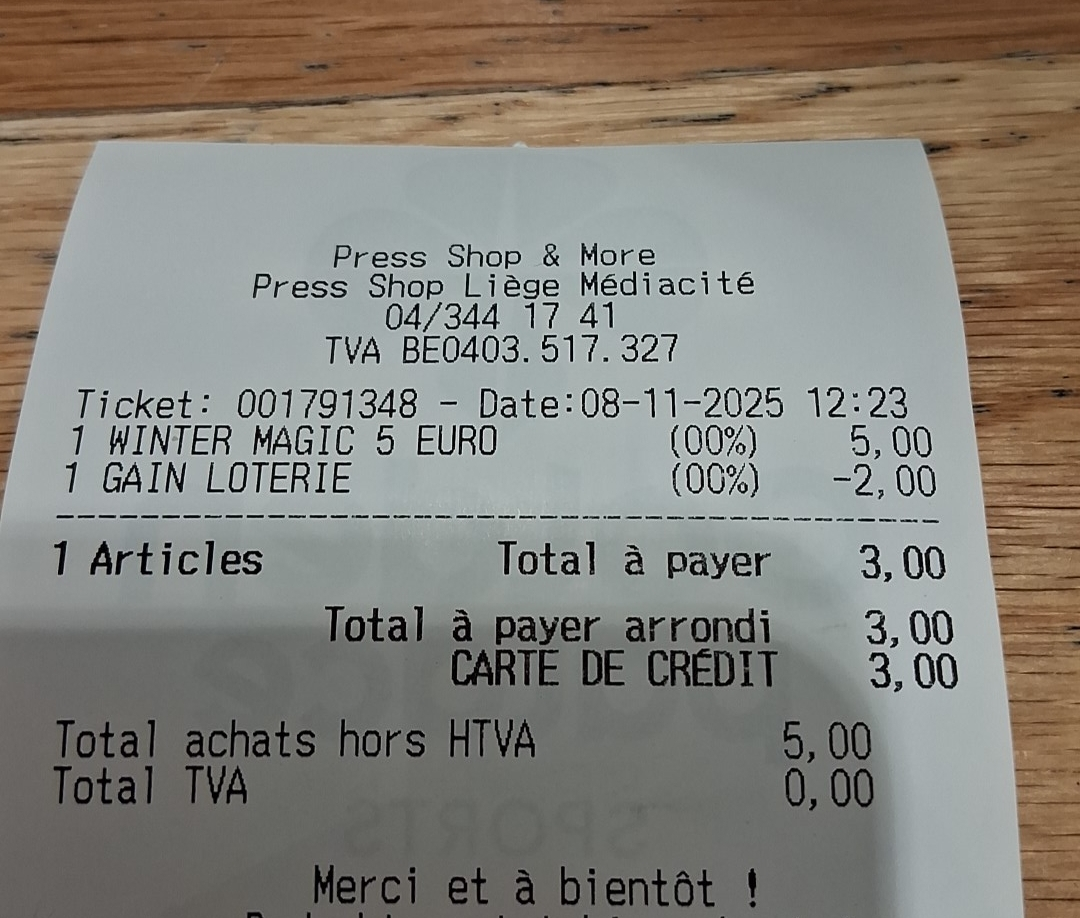 Press Shop & More
Press Shop Liège Médiacité
04/344 17 41
TVA BE0403.517.327
Ticket: 001791348 - Date:08-11-2025 12:23
1 WINTER MAGIC 5 EURO (00%) 5,00
1 GAIN LOTERIE (00%) -2,00
1 Articles Total à payer 3,00
Total à payer arrondi 3,00
CARTE DE CRÉDIT 3,00
Total achats hors HTVA 5,00
Total TVA 0,00
SPORTS
Merci et à bientôt !